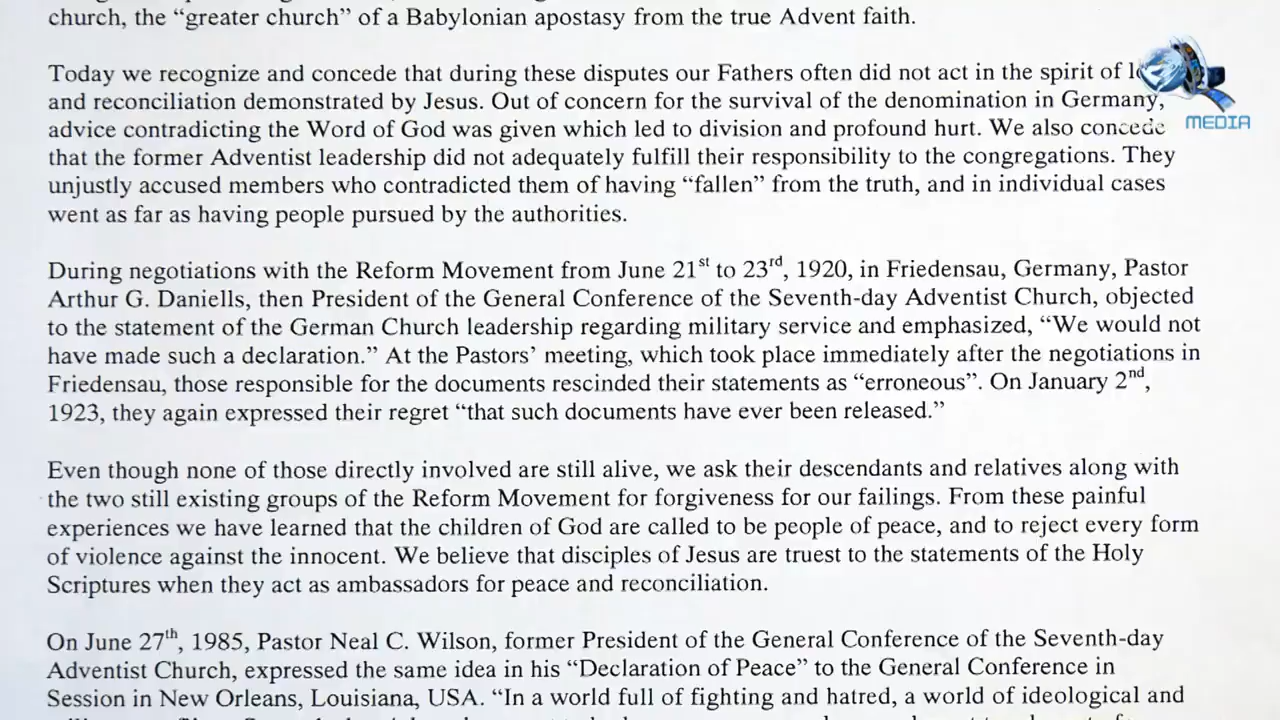 church, the “greater church” of a Babylonian apostasy from the true Advent faith.
Today we recognize and concede that during these disputes our Fathers often did not act in the spirit of
and reconciliation demonstrated by Jesus. Out of concern for the survival of the denomination in Germany,
advice contradicting the Word of God was given which led to division and profound hurt. We also concede
MEDIA
that the former Adventist leadership did not adequately fulfill their responsibility to the congregations. They
unjustly accused members who contradicted them of having “fallen” from the truth, and in individual cases
went as far as having people pursued by the authorities.
During negotiations with the Reform Movement from June 21st to 23rd, 1920, in Friedensau, Germany, Pastor
Arthur G. Daniells, then President of the General Conference of the Seventh-day Adventist Church, objected
to the statement of the German Church leadership regarding military service and emphasized, “We would not
have made such a declaration.” At the Pastors’ meeting, which took place immediately after the negotiations in
Friedensau, those responsible for the documents rescinded their statements as “erroneous”. On January 2nd,
1923, they again expressed their regret “that such documents have ever been released.”
Even though none of those directly involved are still alive, we ask their descendants and relatives along with
the two still existing groups of the Reform Movement for forgiveness for our failings. From these painful
experiences we have learned that the children of God are called to be people of peace, and to reject every form
of violence against the innocent. We believe that disciples of Jesus are truest to the statements of the Holy
Scriptures when they act as ambassadors for peace and reconciliation.
On June 27th, 1985, Pastor Neal C. Wilson, former President of the General Conference of the Seventh-day
Adventist Church, expressed the same idea in his “Declaration of Peace” to the General Conference in
Session in New Orleans, Louisiana, USA. “In a world full of fighting and hatred, a world of ideological and